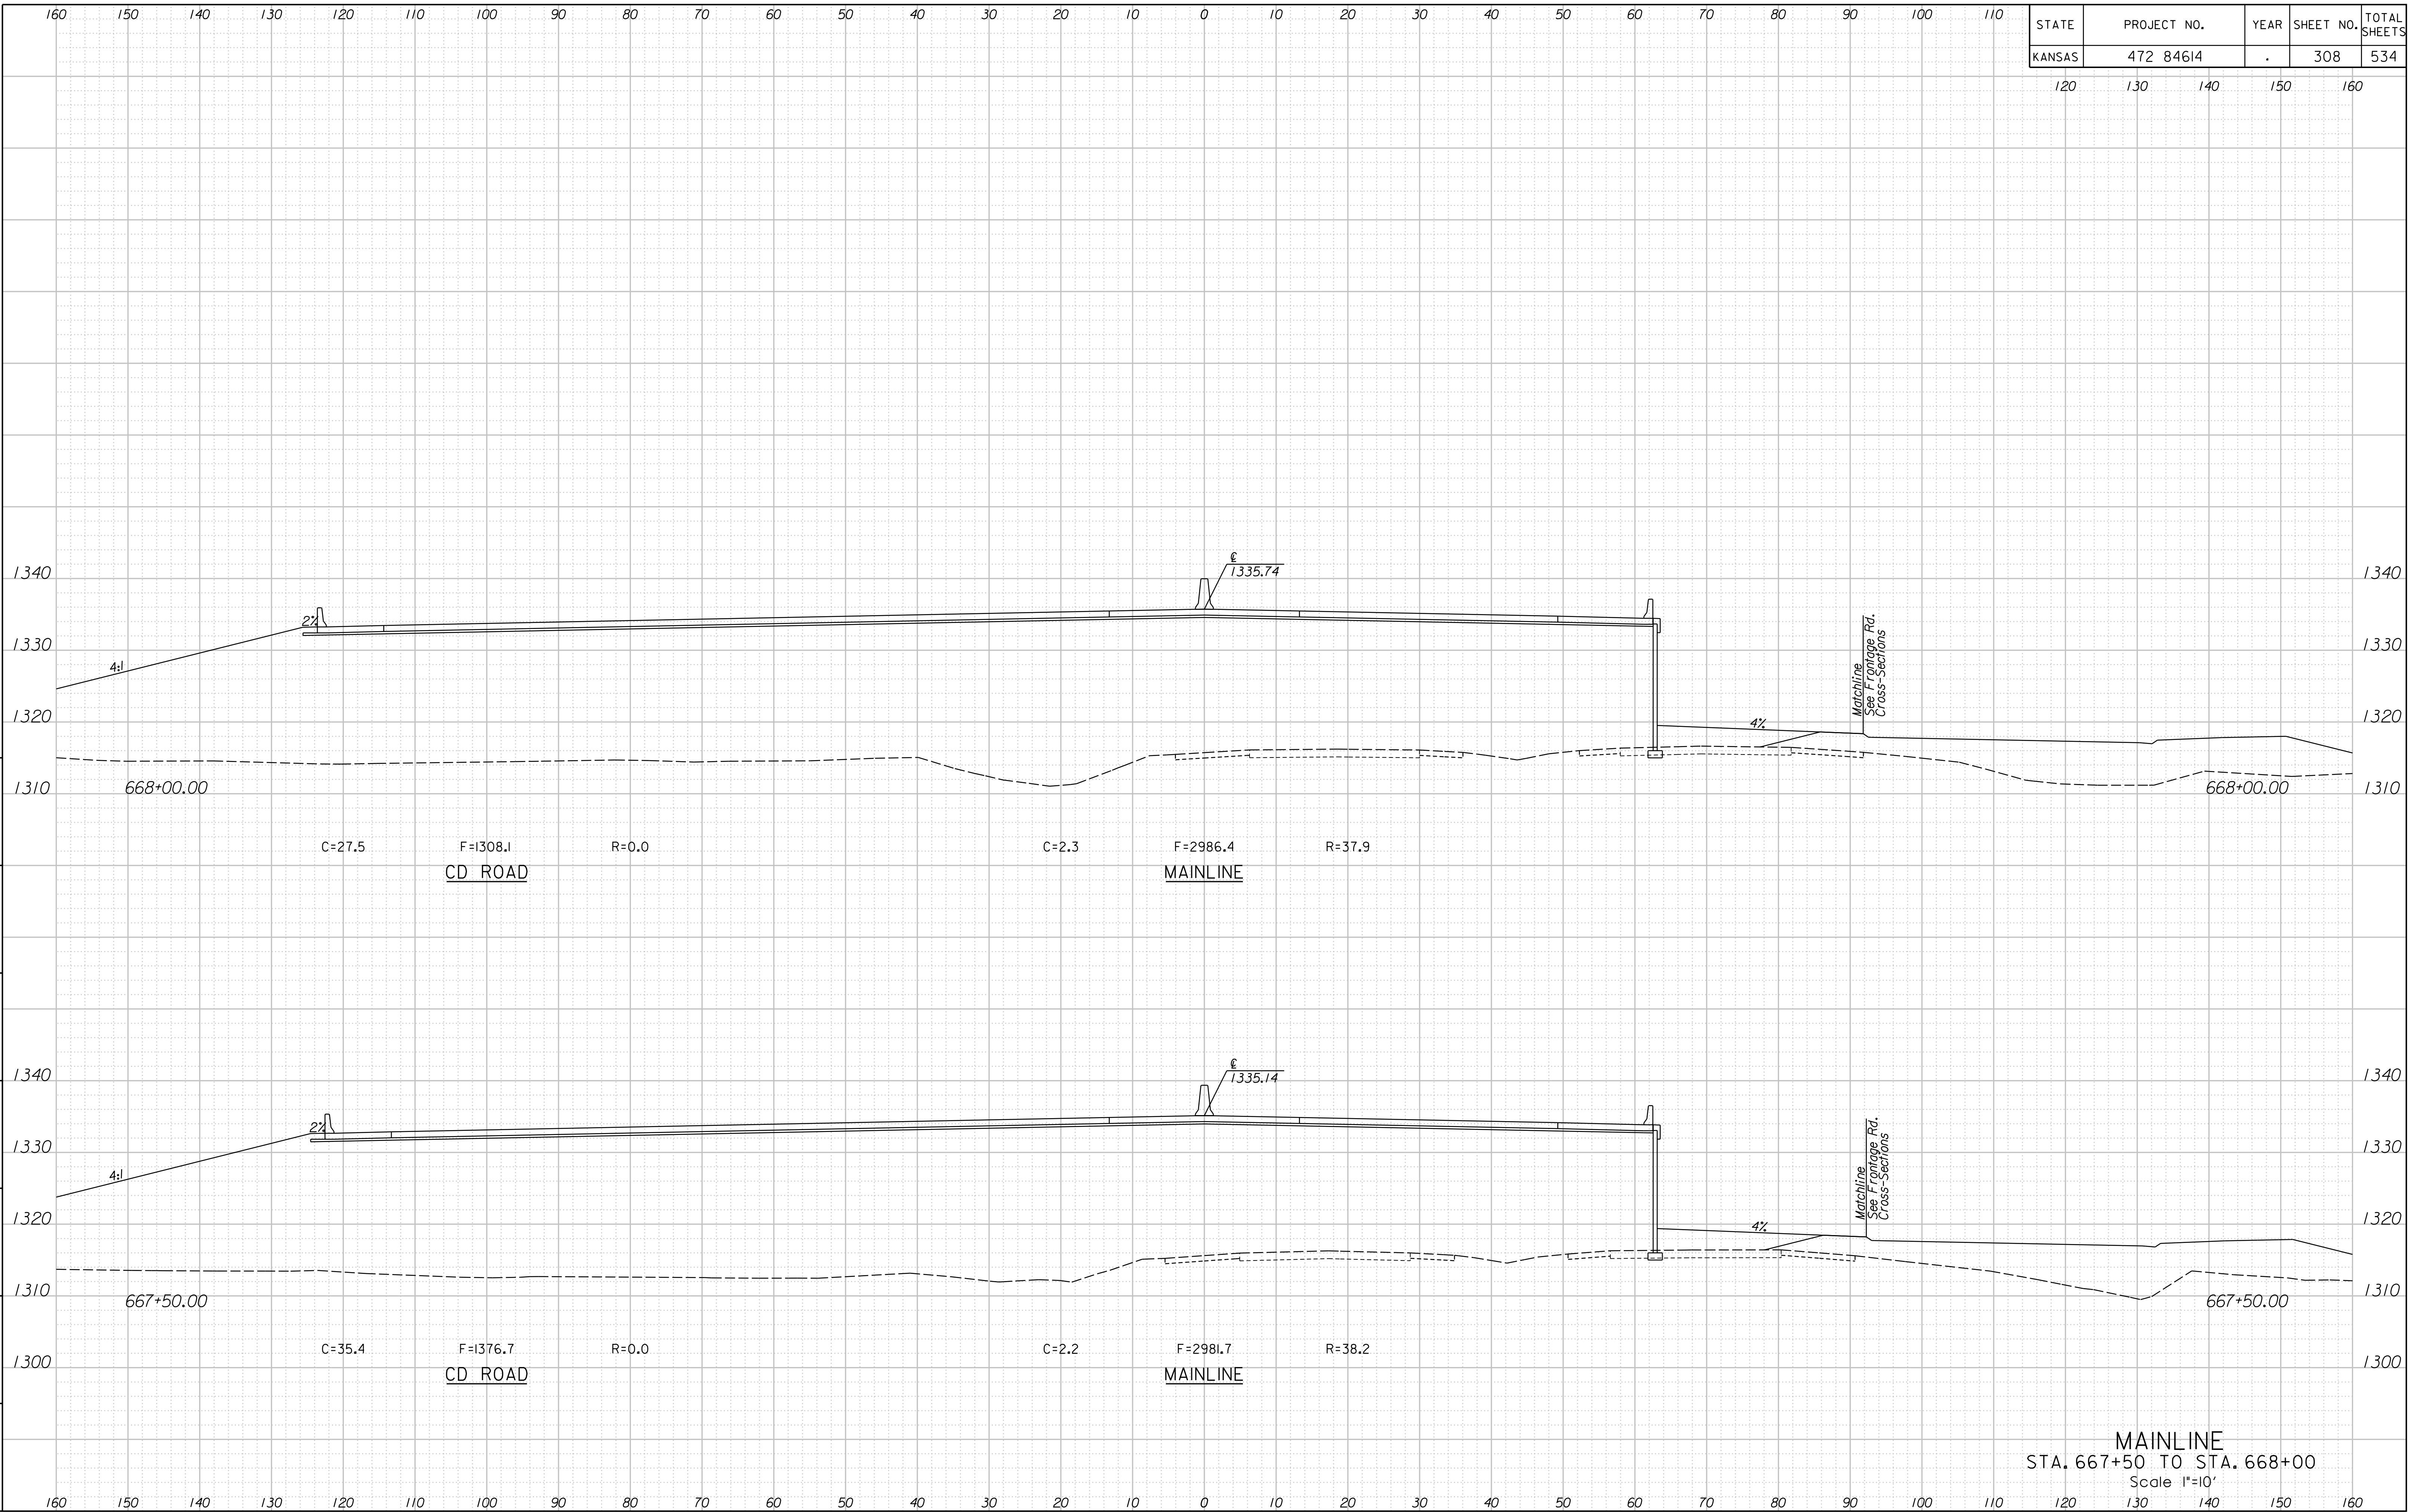 160 150 140 130 120 110 100 90 80 70 60 50 40 30 20 10 0 10 20 30 40 50 60 70 80 90 100 110
STATE PROJECT NO. YEAR SHEET NO. TOTAL SHEETS
KANSAS 472 84614 . 308 534
120 130 140 150 160
℄
1335.74
1340 1340
2%
1330 1330
4:1
Matchline
See Frontage Rd.
Cross-Sections
1320 4% 1320
1310 668+00.00 668+00.00 1310
C=27.5 F=1308.1 R=0.0 C=2.3 F=2986.4 R=37.9
CD ROAD MAINLINE
℄
1335.14
1340 1340
2%
1330 1330
4:1
Matchline
See Frontage Rd.
Cross-Sections
1320 4% 1320
1310 1310
667+50.00 667+50.00
C=35.4 F=1376.7 R=0.0 C=2.2 F=2981.7 R=38.2
1300 1300
CD ROAD MAINLINE
MAINLINE
STA. 667+50 TO STA. 668+00
Scale 1"=10'
160 150 140 130 120 110 100 90 80 70 60 50 40 30 20 10 0 10 20 30 40 50 60 70 80 90 100 110 120 130 140 150 160